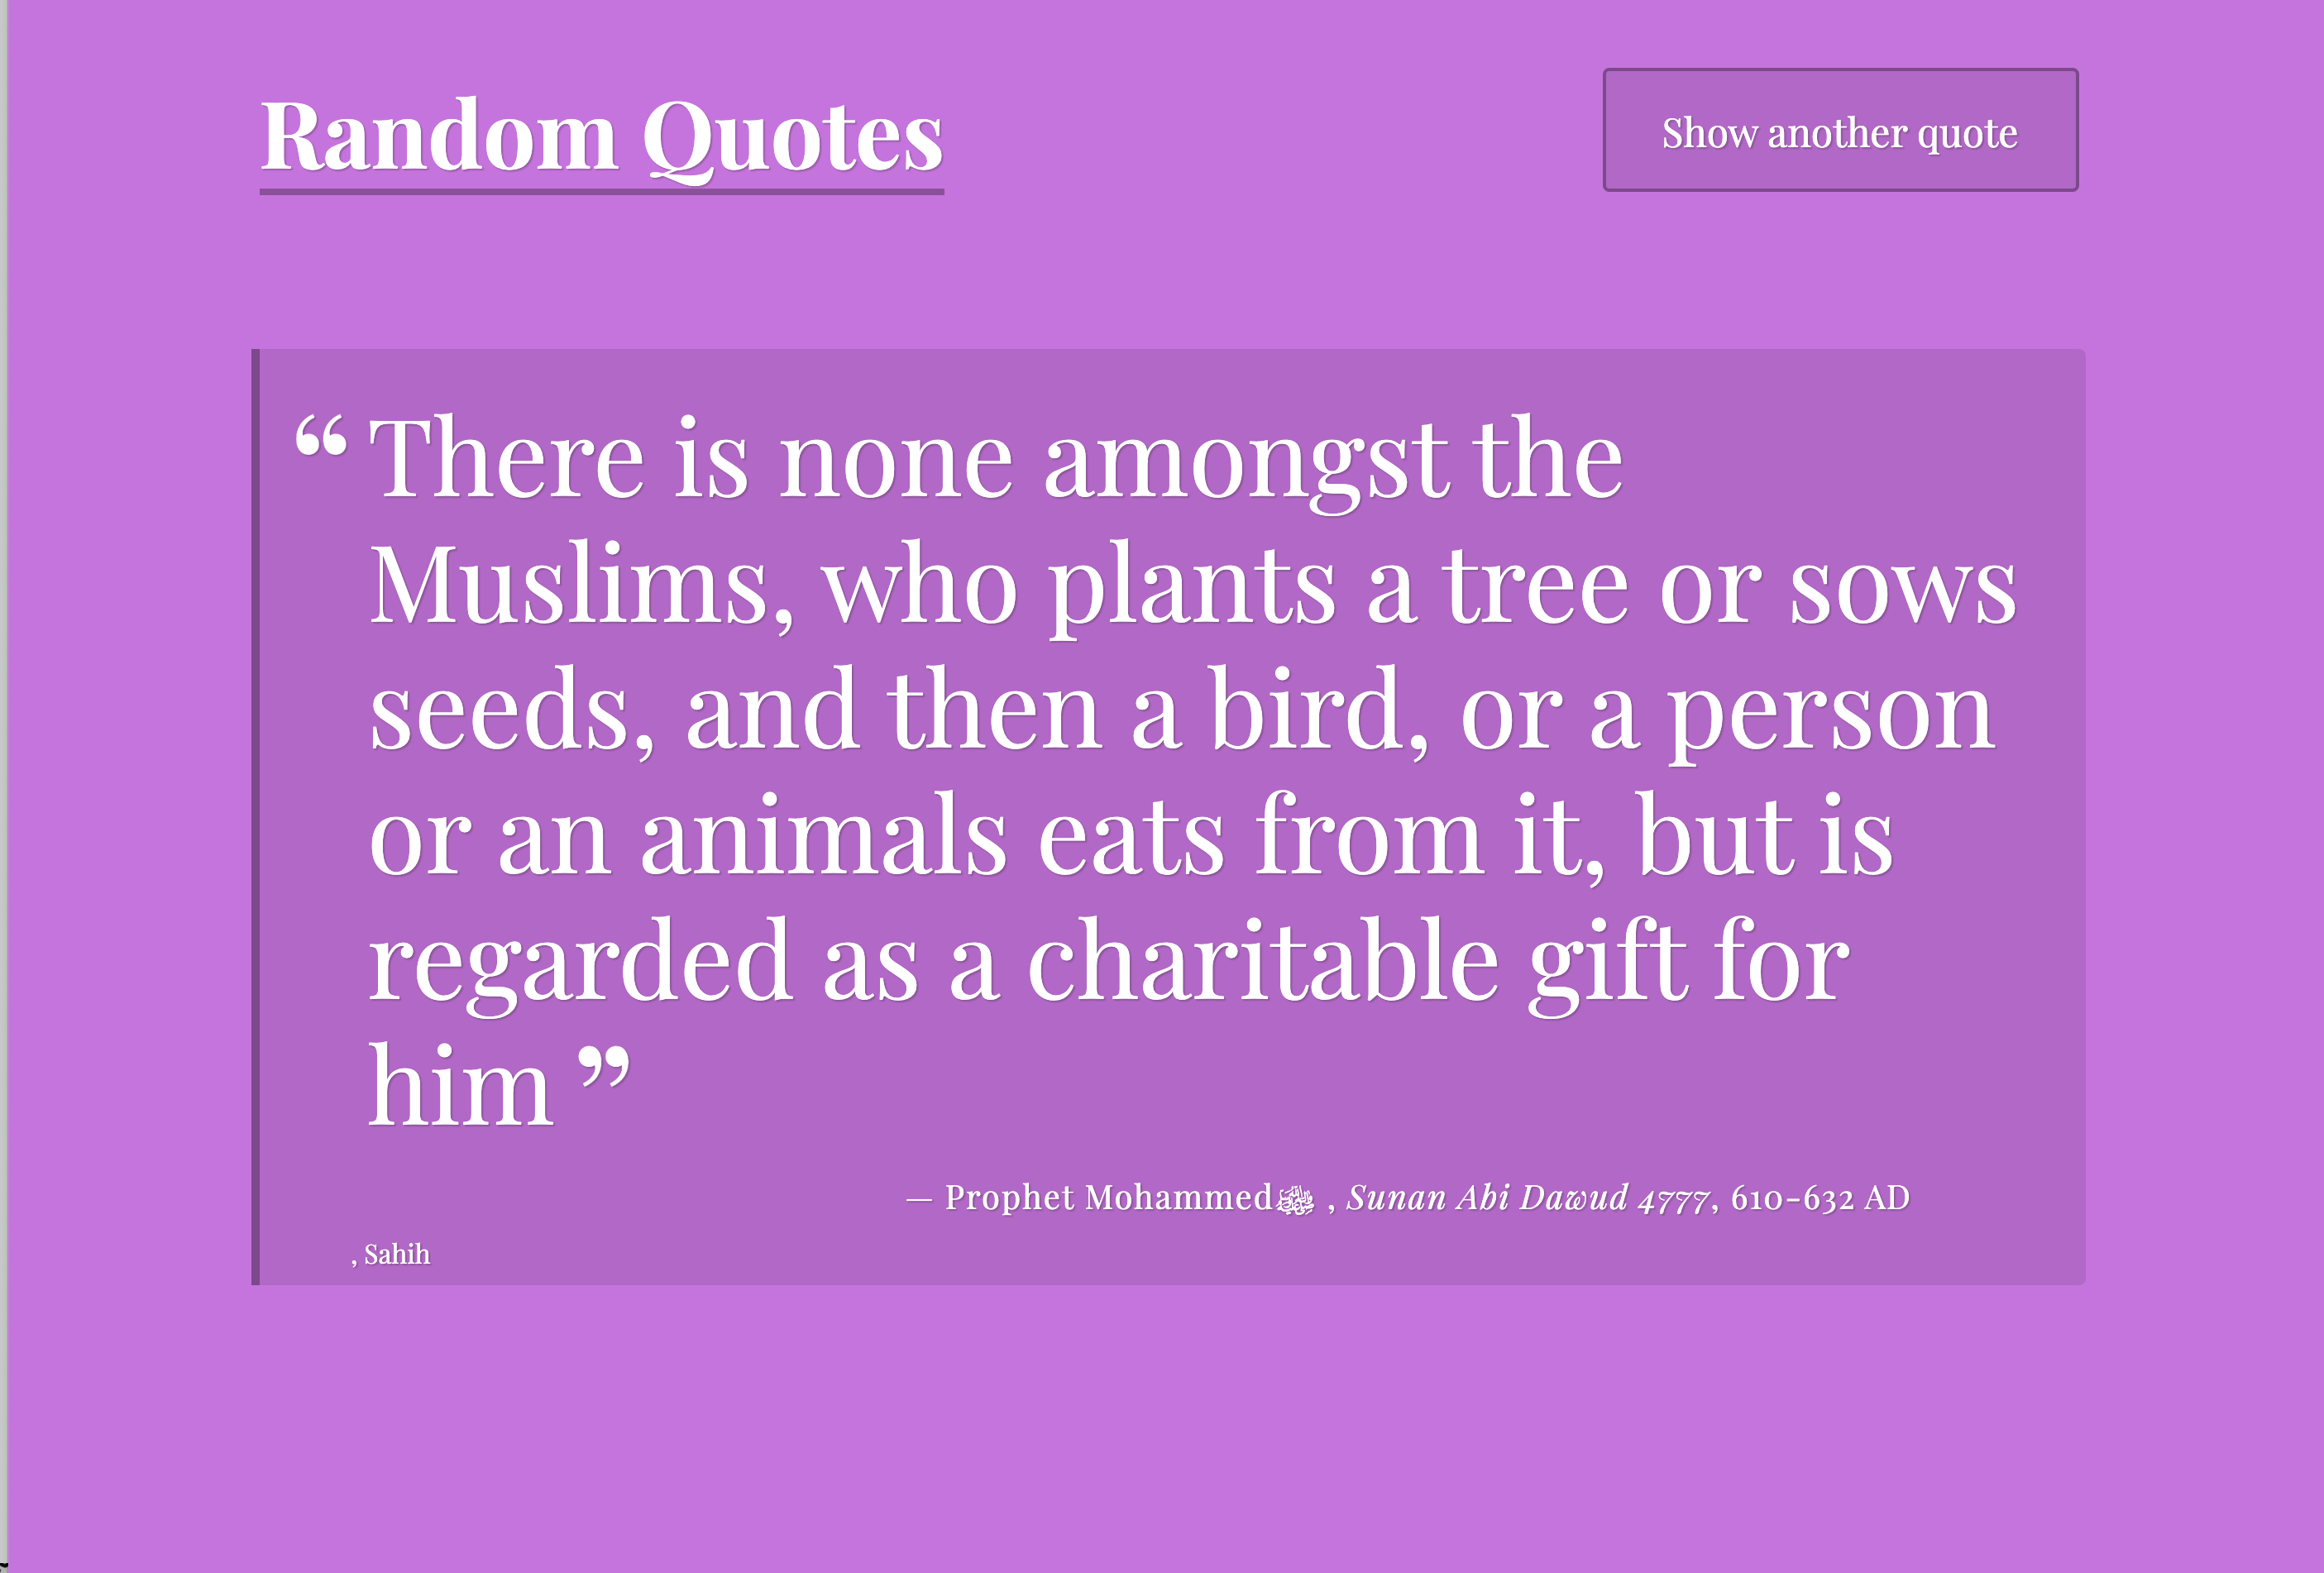 Random Quotes
Show another quote
“ There is none amongst the
Muslims, who plants a tree or sows
seeds, and then a bird, or a person
or an animals eats from it, but is
regarded as a charitable gift for
him ”
— Prophet Mohammedﷺ , Sunan Abi Dawud 4777, 610-632 AD
, Sahih